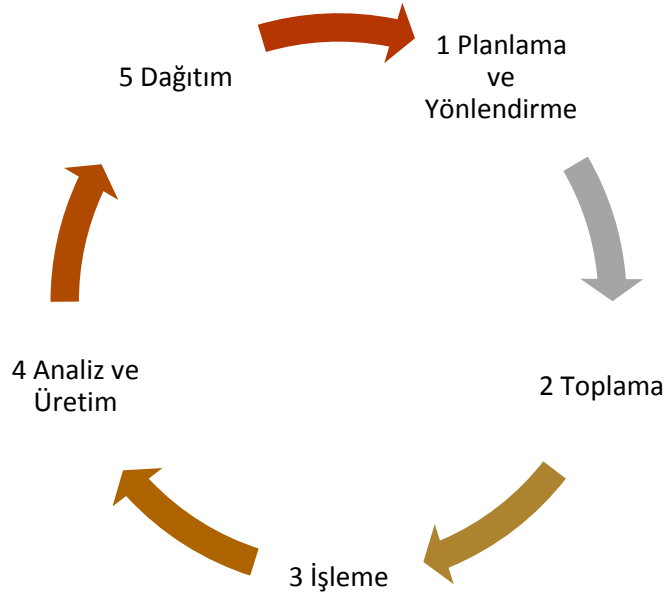 1 Planlama
ve
Yönlendirme
2 Toplama
3 İşleme
4 Analiz ve
Üretim
5 Dağıtım